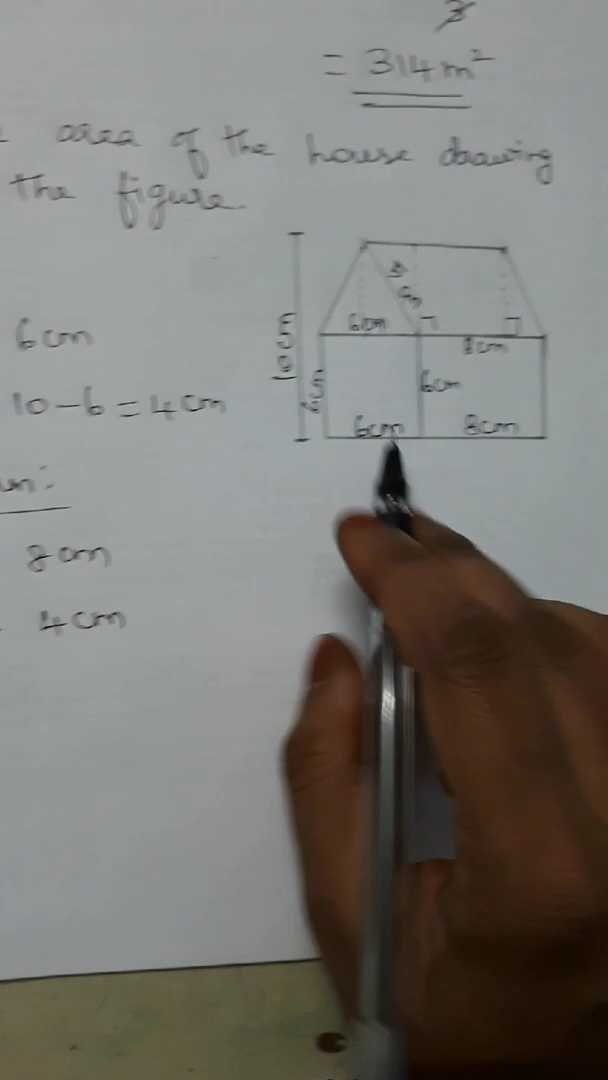 = 314 m²
area of the house drawing
the figure.
6cm
6cm
8cm
10-6=4cm
6cm
6cm
8cm
8cm
4cm